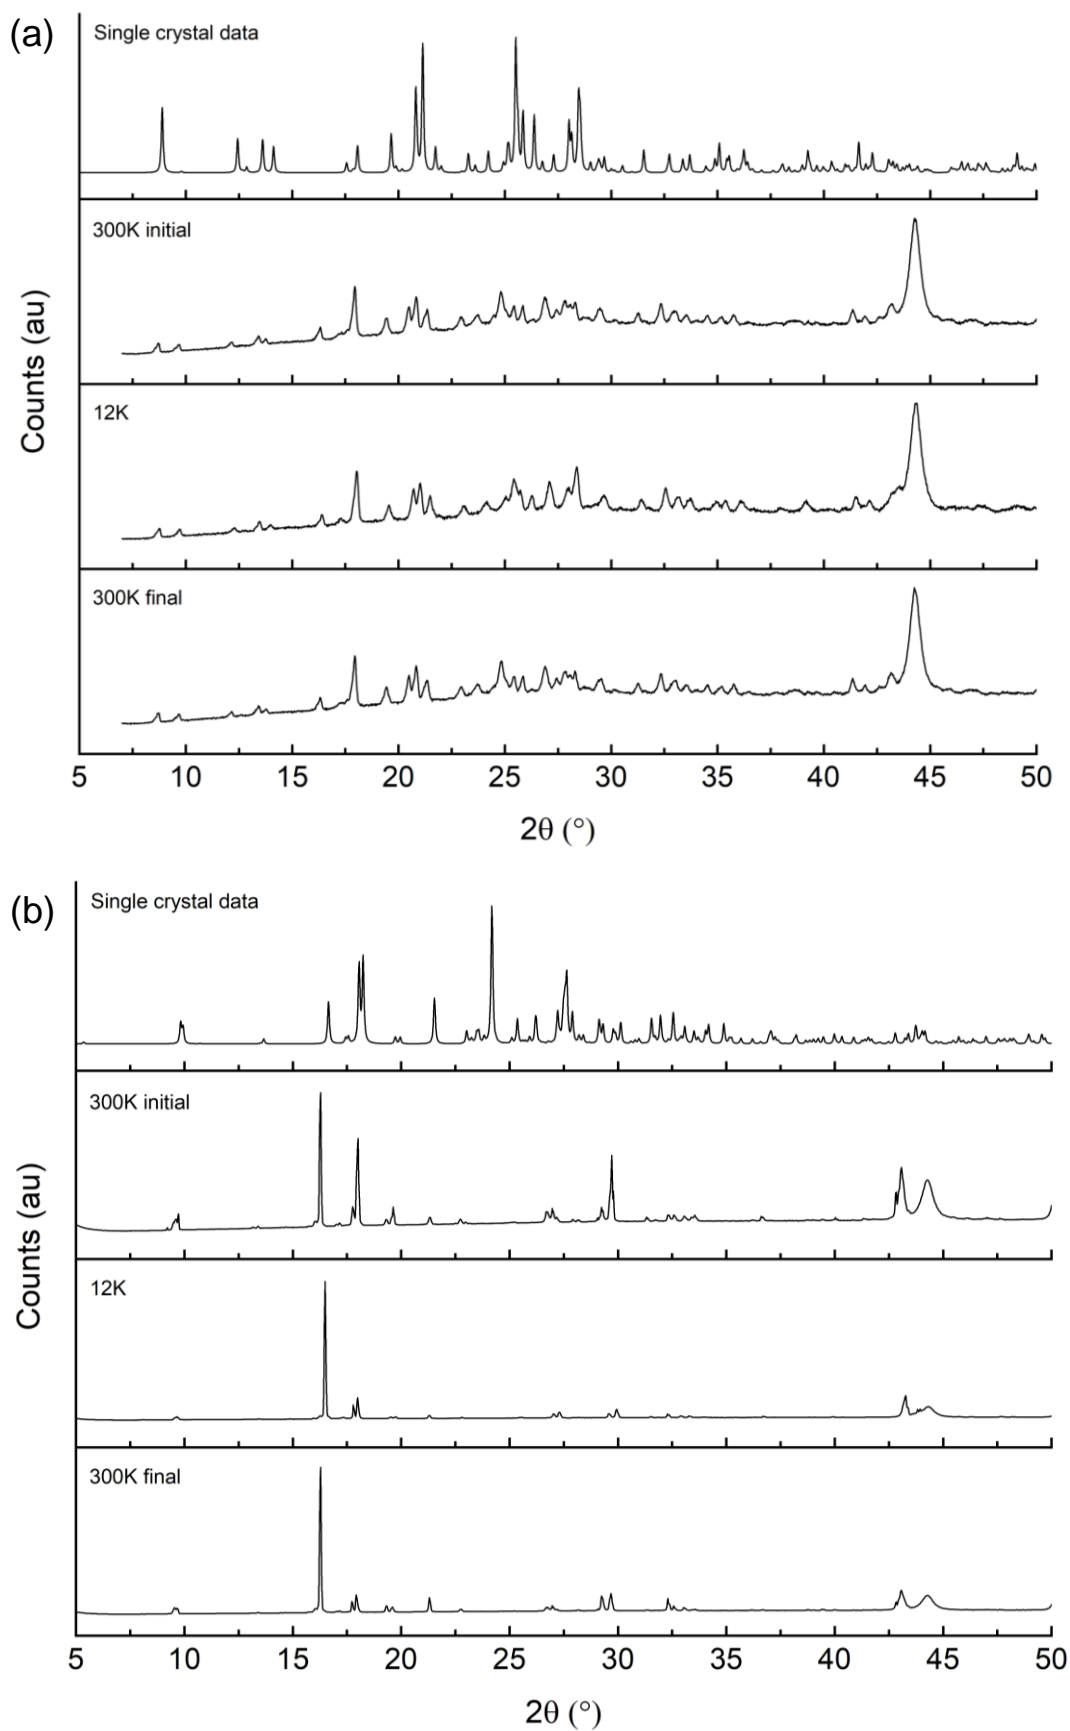 (a)
Single crystal data
300K initial
12K
300K final
Counts (au)
5 10 15 20 25 30 35 40 45 50
2θ (°)
(b)
Single crystal data
300K initial
12K
300K final
Counts (au)
5 10 15 20 25 30 35 40 45 50
2θ (°)